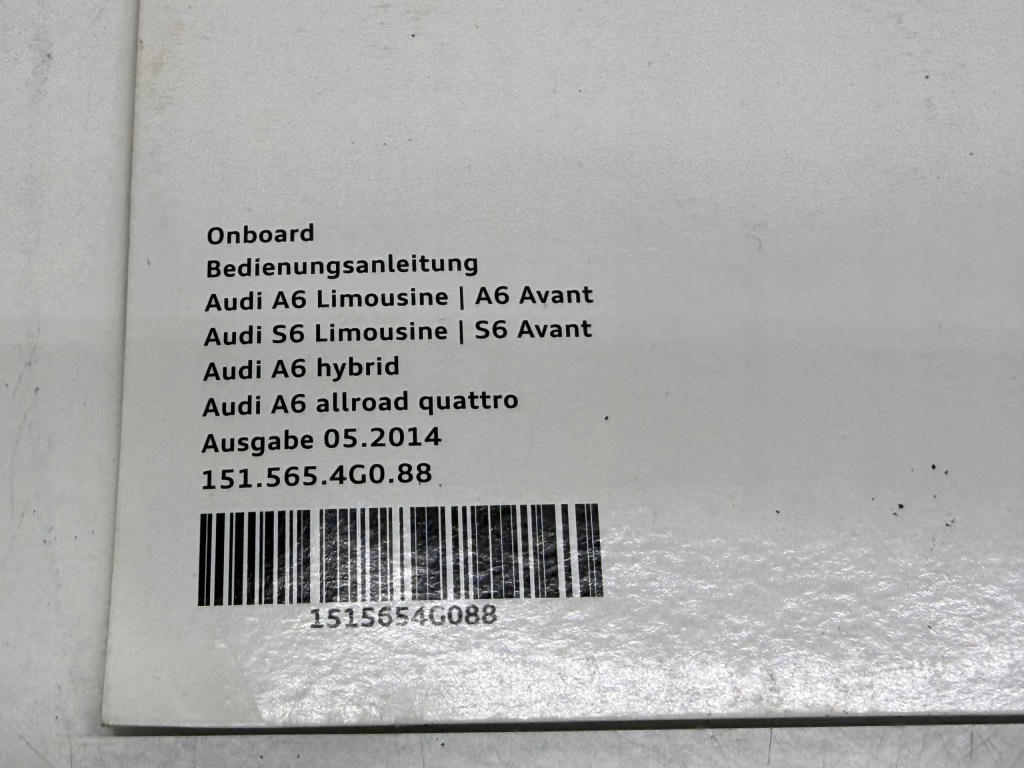 Onboard
Bedienungsanleitung
Audi A6 Limousine | A6 Avant
Audi S6 Limousine | S6 Avant
Audi A6 hybrid
Audi A6 allroad quattro
Ausgabe 05.2014
151.565.4G0.88
1515654G088